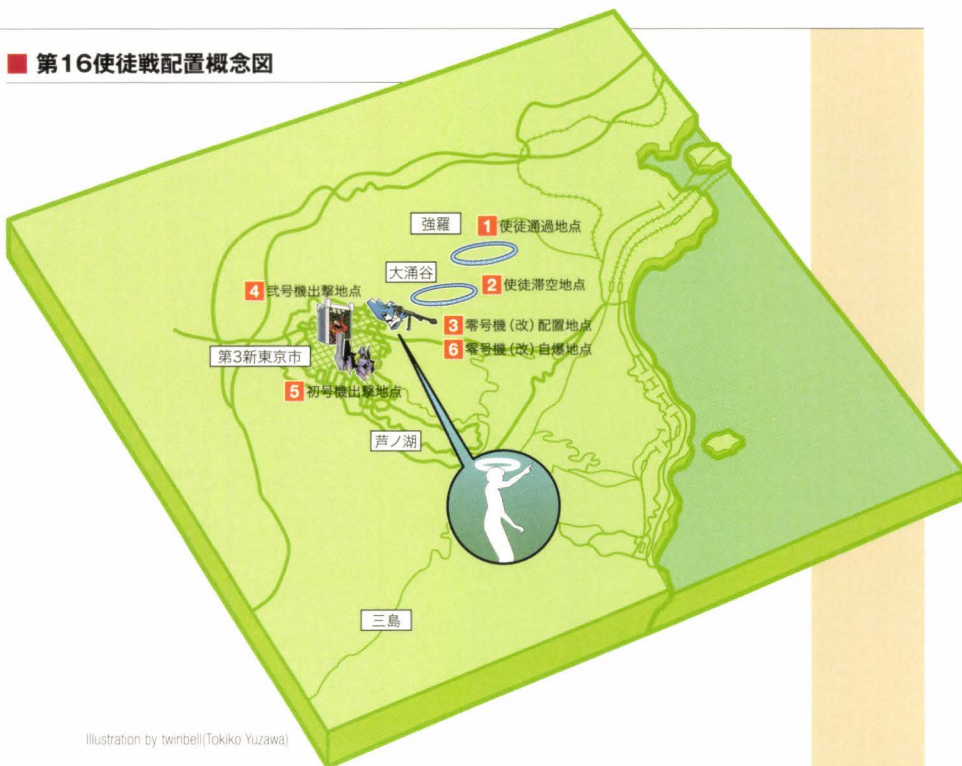 第16使徒戦配置概念図
強羅
1 使徒通過地点
大涌谷
2 使徒滞空地点
4 弐号機出撃地点
3 零号機(改)配置地点
第3新東京市
6 零号機(改)自爆地点
5 初号機出撃地点
芦ノ湖
三島
Illustration by twinbell(Tokiko Yuzawa)